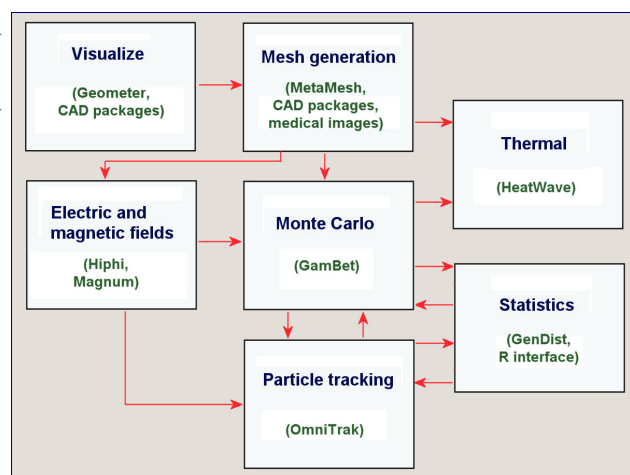 Visualize
(Geometer,
CAD packages)
Mesh generation
(MetaMesh,
CAD packages,
medical images)
Thermal
(HeatWave)
Electric and
magnetic fields
(Hiphi,
Magnum)
Monte Carlo
(GamBet)
Statistics
(GenDist,
R interface)
Particle tracking
(OmniTrak)